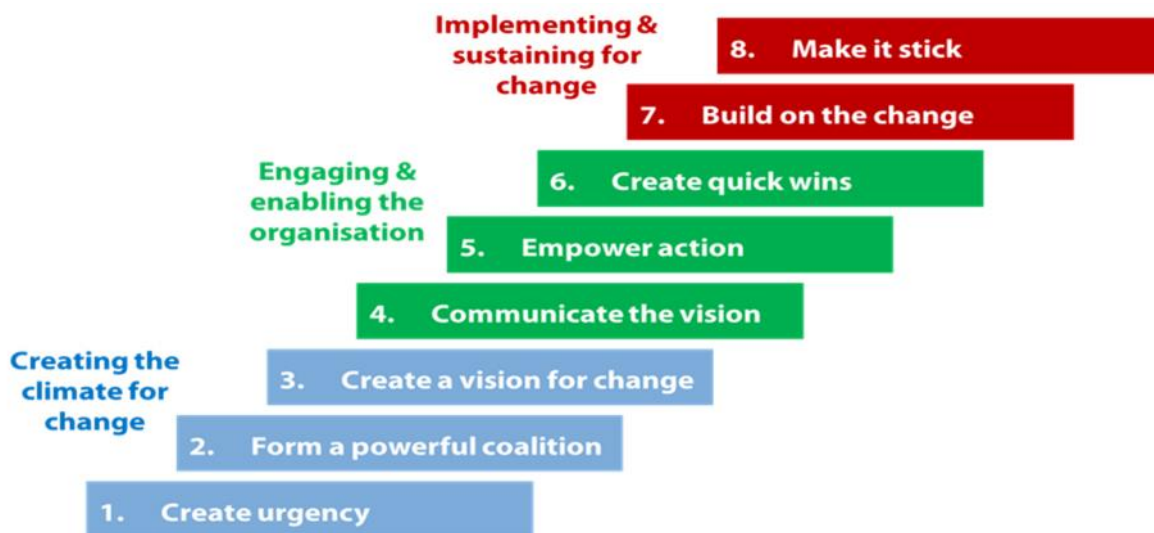 Implementing &
sustaining for
change
8. Make it stick
7. Build on the change
Engaging &
enabling the
organisation
6. Create quick wins
5. Empower action
4. Communicate the vision
Creating the
climate for
change
3. Create a vision for change
2. Form a powerful coalition
1. Create urgency